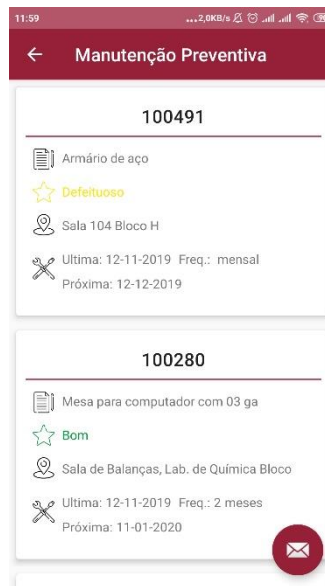 11:59
...2,0KB/s
Manutenção Preventiva
100491
Armário de aço
Defeituoso
Sala 104 Bloco H
Ultima: 12-11-2019 Freq.: mensal
Próxima: 12-12-2019
100280
Mesa para computador com 03 ga
Bom
Sala de Balanças, Lab. de Química Bloco
Ultima: 12-11-2019 Freq.: 2 meses
Próxima: 11-01-2020